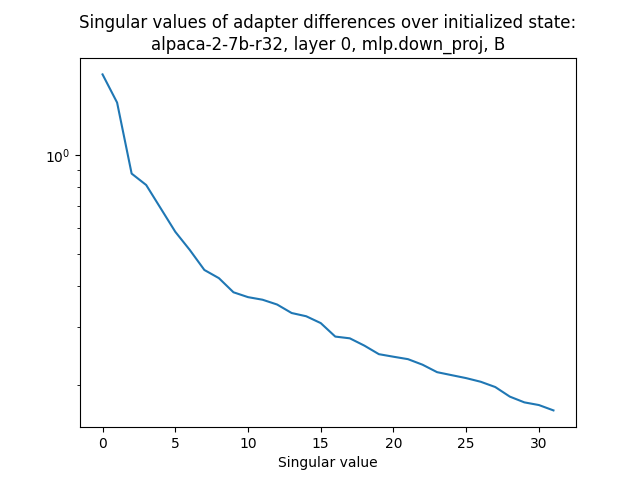 Singular values of adapter differences over initialized state:
alpaca-2-7b-r32, layer 0, mlp.down_proj, B
10⁰
0 5 10 15 20 25 30
Singular value